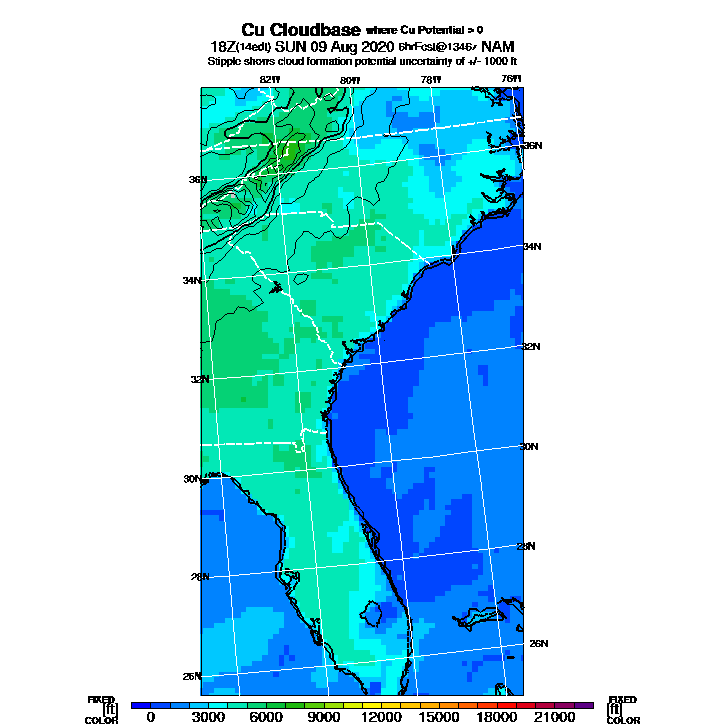 Cu Cloudbase where Cu Potential > 0
18Z(14edt) SUN 09 Aug 2020 6hrFcst@1346z NAM
Stipple shows cloud formation potential uncertainty of +/- 1000 ft
82W 80W 78W 76W
36N 36N
34N 34N
32N 32N
30N 30N
28N 28N
26N 26N
FIXED FIXED
[ft] [ft]
COLOR COLOR
0 3000 6000 9000 12000 15000 18000 21000